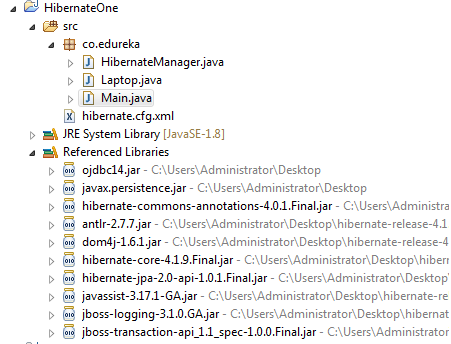 HibernateOne
src
co.edureka
HibernateManager.java
Laptop.java
Main.java
hibernate.cfg.xml
JRE System Library [JavaSE-1.8]
Referenced Libraries
ojdbc14.jar - C:\Users\Administrator\Desktop
javax.persistence.jar - C:\Users\Administrator\Desktop
hibernate-commons-annotations-4.0.1.Final.jar - C:\Users\Ad
antlr-2.7.7.jar - C:\Users\Administrator\Desktop\hibernate-release-4.1
dom4j-1.6.1.jar - C:\Users\Administrator\Desktop\hibernate-release-4
hibernate-core-4.1.9.Final.jar - C:\Users\Administrator\Desktop\hi
hibernate-jpa-2.0-api-1.0.1.Final.jar - C:\Users\Administrator\Des
javassist-3.17.1-GA.jar - C:\Users\Administrator\Desktop\hibernat
jboss-logging-3.1.0.GA.jar - C:\Users\Administrator\Desktop\hiber
jboss-transaction-api_1.1_spec-1.0.0.Final.jar - C:\Users\Administ